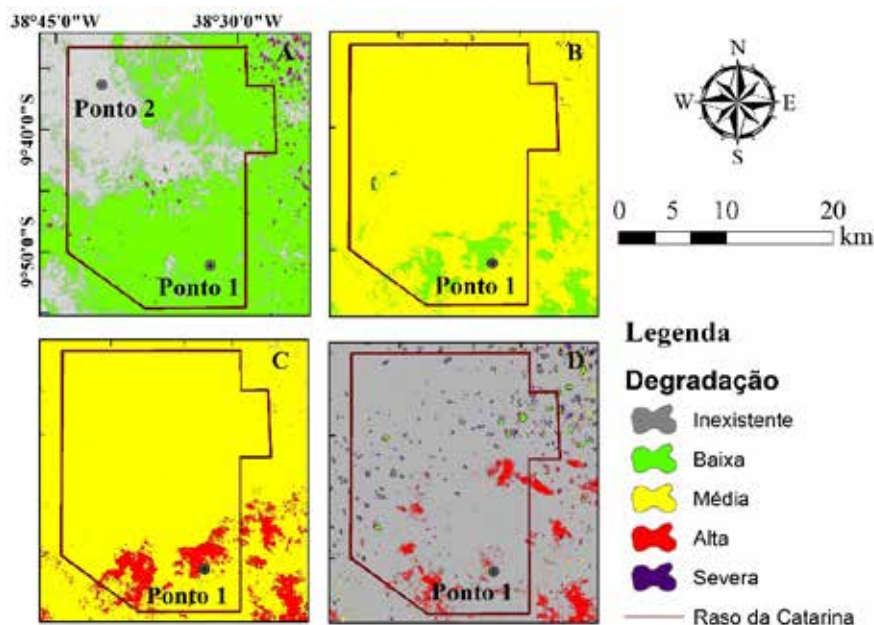 38°45'0"W 38°30'0"W
A
B
Ponto 2
9°40'0"S
9°50'0"S
Ponto 1
Ponto 1
N
W E
S
0 5 10 20
km
C
D
Ponto 1
Ponto 1
Legenda
Degradação
Inexistente
Baixa
Média
Alta
Severa
Raso da Catarina